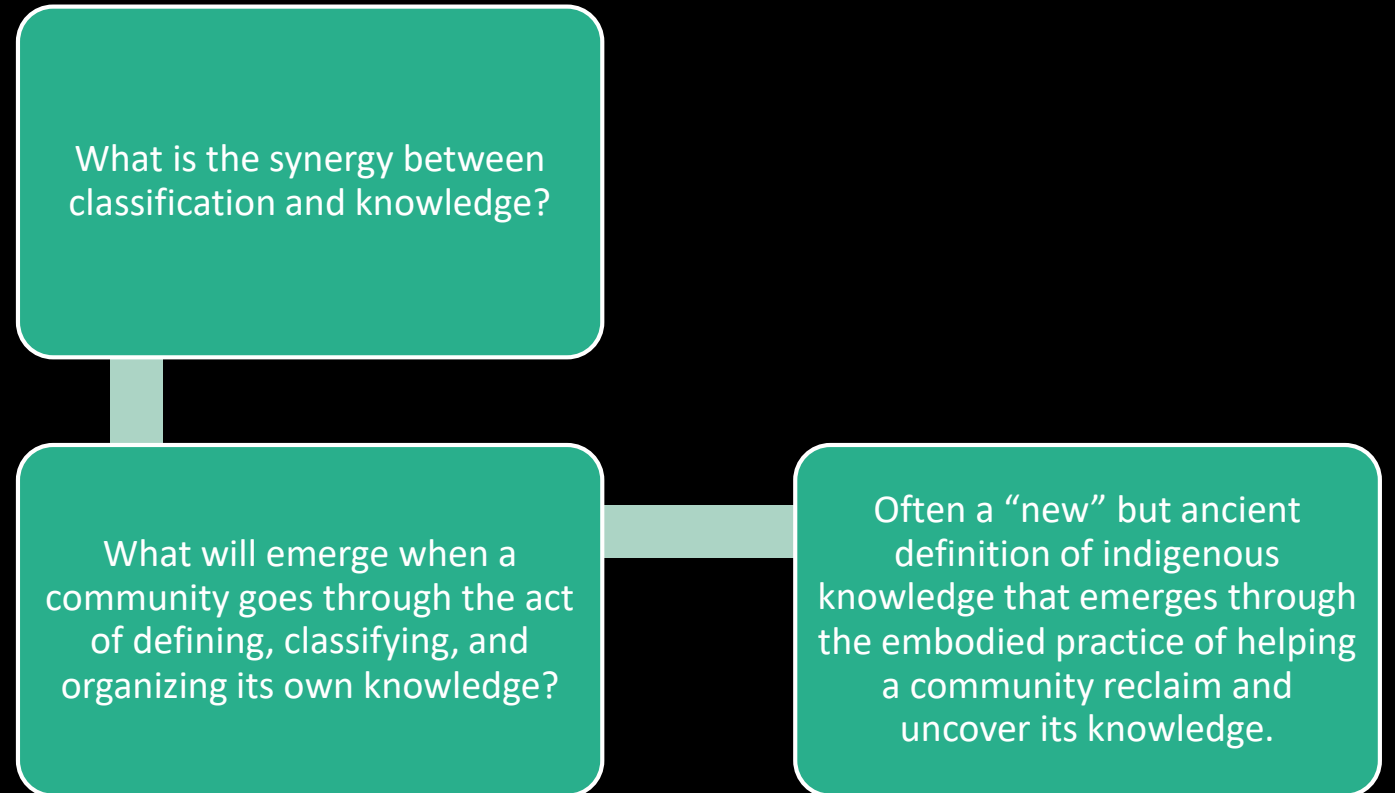 What is the synergy between
classification and knowledge?
What will emerge when a
community goes through the act
of defining, classifying, and
organizing its own knowledge?
Often a “new” but ancient
definition of indigenous
knowledge that emerges through
the embodied practice of helping
a community reclaim and
uncover its knowledge.